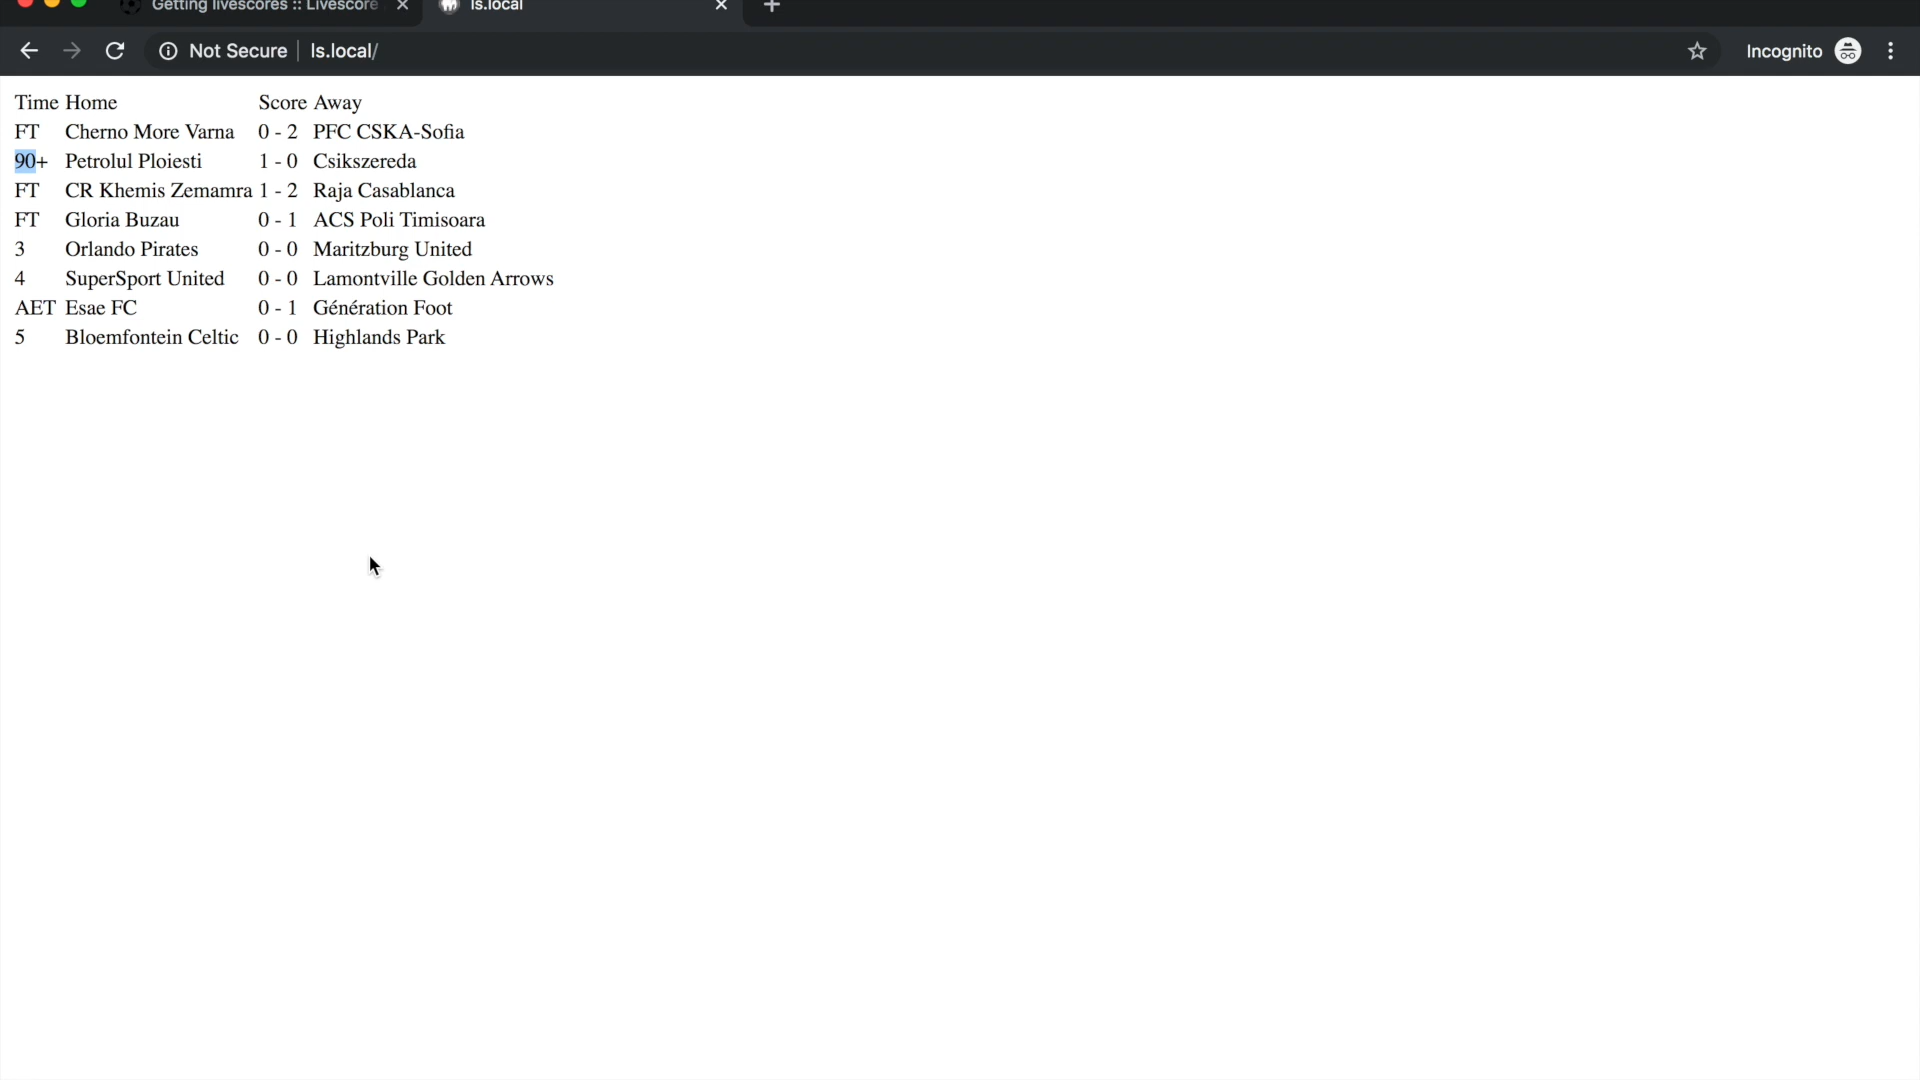 Getting livescores :: Livescore
ls.local
Not Secure ls.local/
Incognito
Time Home Score Away
FT Cherno More Varna 0 - 2 PFC CSKA-Sofia
90+ Petrolul Ploiesti 1 - 0 Csikszereda
FT CR Khemis Zemamra 1 - 2 Raja Casablanca
FT Gloria Buzau 0 - 1 ACS Poli Timisoara
3 Orlando Pirates 0 - 0 Maritzburg United
4 SuperSport United 0 - 0 Lamontville Golden Arrows
AET Esae FC 0 - 1 Génération Foot
5 Bloemfontein Celtic 0 - 0 Highlands Park